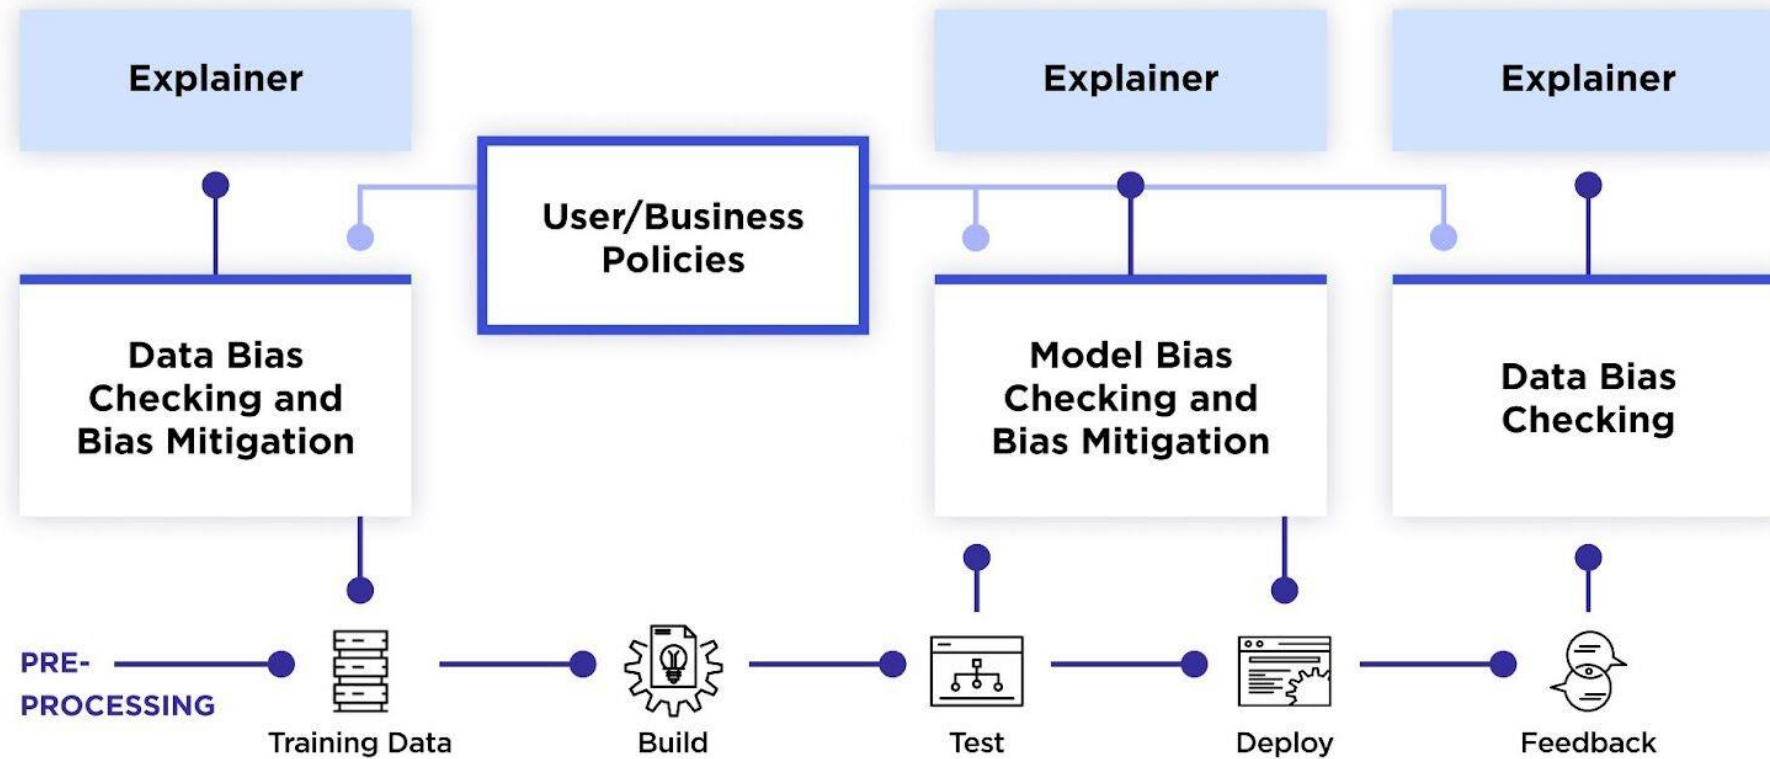 Explainer
Explainer
Explainer
User/Business
Policies
Data Bias
Checking and
Bias Mitigation
Model Bias
Checking and
Bias Mitigation
Data Bias
Checking
PRE-
PROCESSING
Training Data
Build
Test
Deploy
Feedback